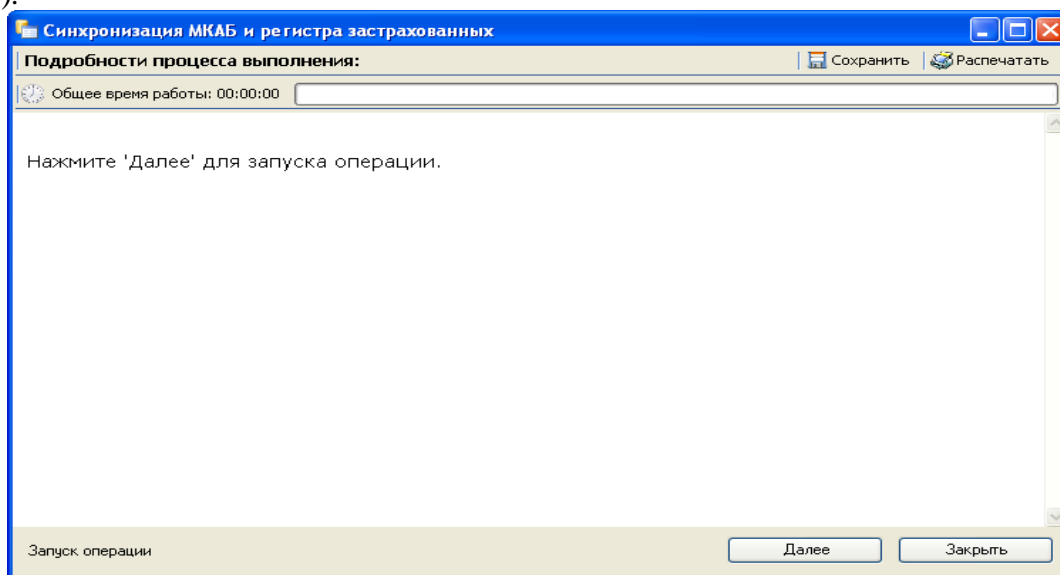 ).
Синхронизация МКАБ и регистра застрахованных
Подробности процесса выполнения: Сохранить Распечатать
Общее время работы: 00:00:00
Нажмите 'Далее' для запуска операции.
Запуск операции Далее Закрыть